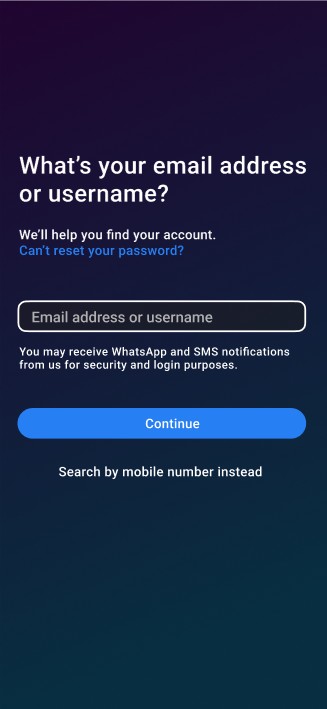 What’s your email address
or username?
We’ll help you find your account.
Can’t reset your password?
Email address or username
You may receive WhatsApp and SMS notifications
from us for security and login purposes.
Continue
Search by mobile number instead